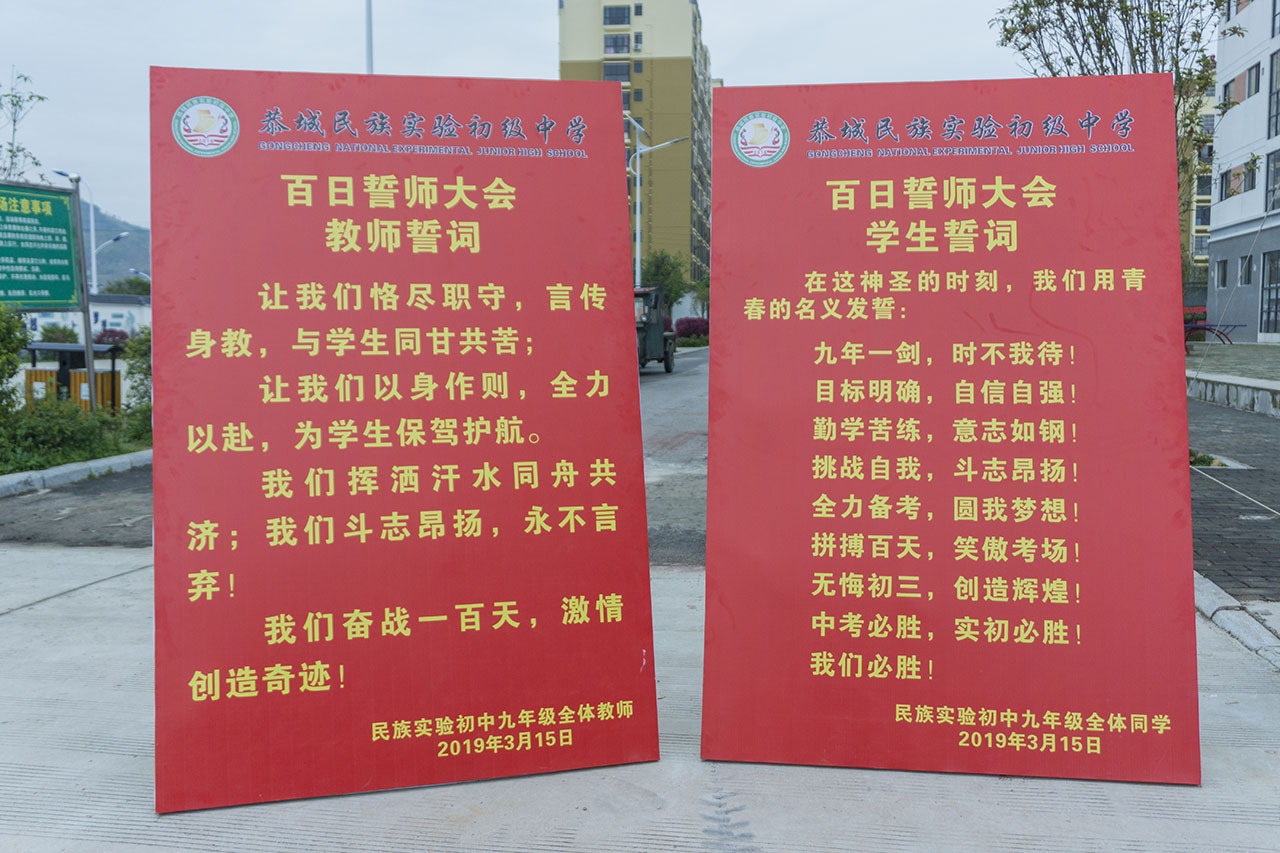 恭城民族实验初级中学
GONGCHENG NATIONAL EXPERIMENTAL JUNIOR HIGH SCHOOL
百日誓师大会
教师誓词
让我们恪尽职守，言传
身教，与学生同甘共苦；
让我们以身作则，全力
以赴，为学生保驾护航。
我们挥洒汗水同舟共
济；我们斗志昂扬，永不言
弃！
我们奋战一百天，激情
创造奇迹！
民族实验初中九年级全体教师
2019年3月15日
恭城民族实验初级中学
GONGCHENG NATIONAL EXPERIMENTAL JUNIOR HIGH SCHOOL
百日誓师大会
学生誓词
在这神圣的时刻，我们用青
春的名义发誓：
九年一剑，时不我待！
目标明确，自信自强！
勤学苦练，意志如钢！
挑战自我，斗志昂扬！
全力备考，圆我梦想！
拼搏百天，笑傲考场！
无悔初三，创造辉煌！
中考必胜，实初必胜！
我们必胜！
民族实验初中九年级全体同学
2019年3月15日
场注意事项